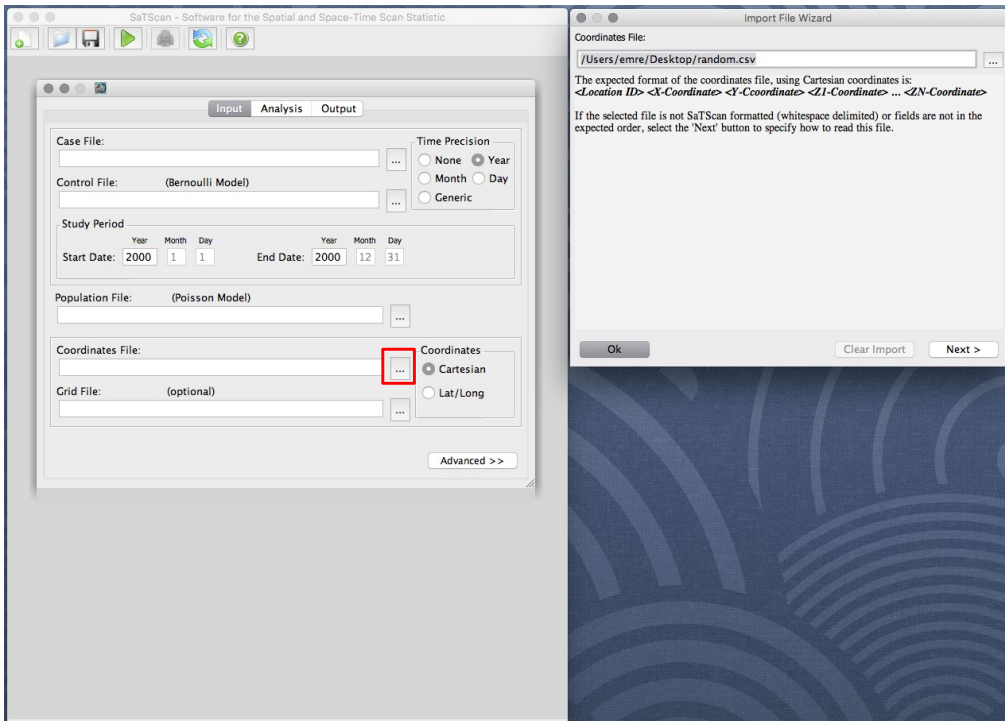 SaTScan - Software for the Spatial and Space-Time Scan Statistic
Input Analysis Output
Case File:
...
Time Precision
None Year
Month Day
Generic
Control File: (Bernoulli Model)
...
Study Period
Year Month Day Year Month Day
Start Date: 2000 1 1 End Date: 2000 12 31
Population File: (Poisson Model)
...
Coordinates File:
...
Coordinates
Cartesian
Lat/Long
Grid File: (optional)
...
Advanced >>
Import File Wizard
Coordinates File:
/Users/emre/Desktop/random.csv ...
The expected format of the coordinates file, using Cartesian coordinates is:
<Location ID> <X-Coordinate> <Y-Ccoordinate> <Z1-Coordinate> ... <ZN-Coordinate>
If the selected file is not SaTScan formatted (whitespace delimited) or fields are not in the
expected order, select the 'Next' button to specify how to read this file.
Ok Clear Import Next >